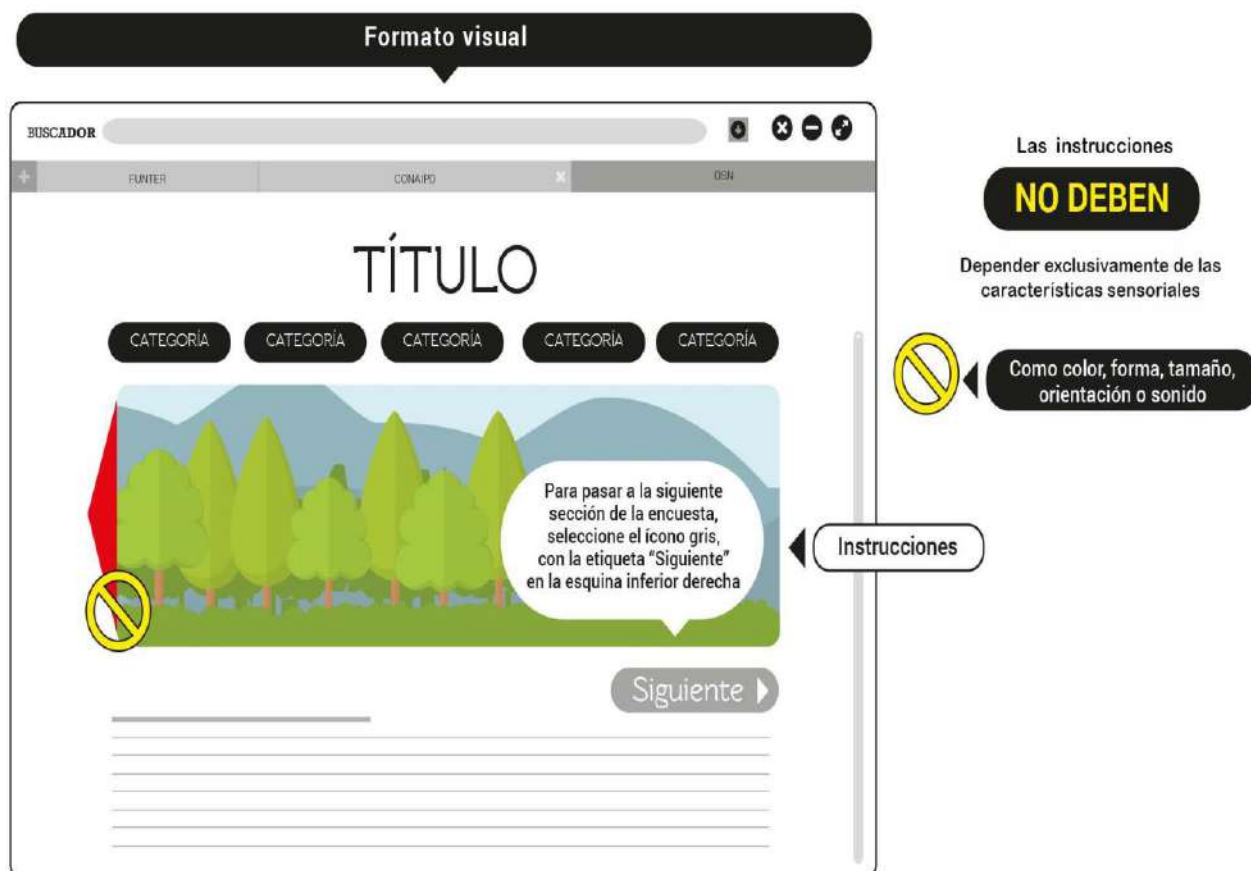 Formato visual
BUSCADOR
FUNTER
CONAIPD
OSN
TÍTULO
CATEGORÍA CATEGORÍA CATEGORÍA CATEGORÍA CATEGORÍA
Para pasar a la siguiente
sección de la encuesta,
seleccione el ícono gris,
con la etiqueta “Siguiente”
en la esquina inferior derecha
Instrucciones
Siguiente
Las instrucciones
NO DEBEN
Depender exclusivamente de las
características sensoriales
Como color, forma, tamaño,
orientación o sonido